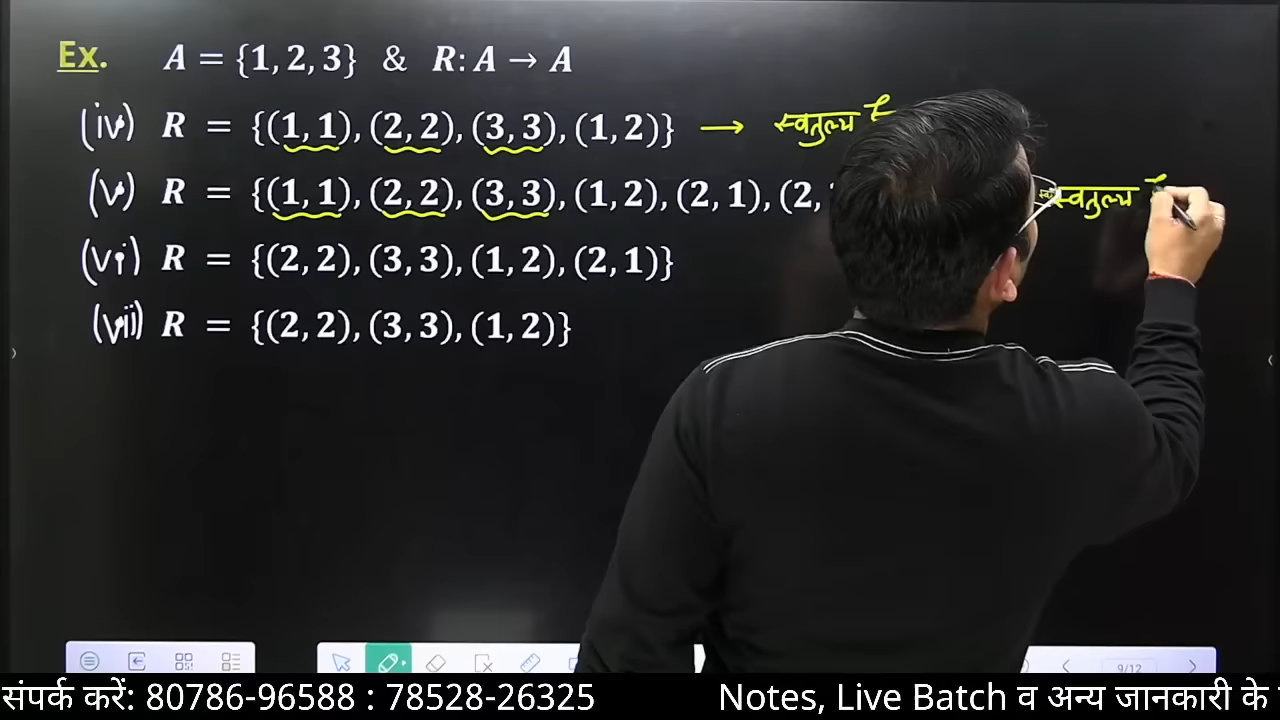 Ex. A = {1, 2, 3} & R: A → A
(iv) R = {(1, 1), (2, 2), (3, 3), (1, 2)} → स्वतुल्य
(v) R = {(1, 1), (2, 2), (3, 3), (1, 2), (2, 1), (2, स्वतुल्य
(vi) R = {(2, 2), (3, 3), (1, 2), (2, 1)}
(vii) R = {(2, 2), (3, 3), (1, 2)}
9/12
संपर्क करें: 80786-96588 : 78528-26325 Notes, Live Batch व अन्य जानकारी के